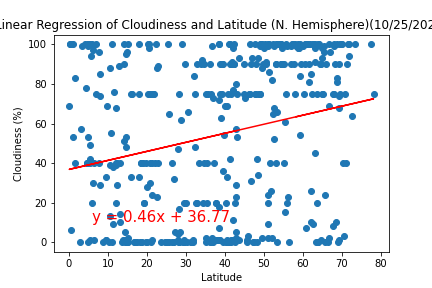 Linear Regression of Cloudiness and Latitude (N. Hemisphere)(10/25/202
100
80
60
40
20
0
Cloudiness (%)
y = 0.46x + 36.77
0 10 20 30 40 50 60 70 80
Latitude